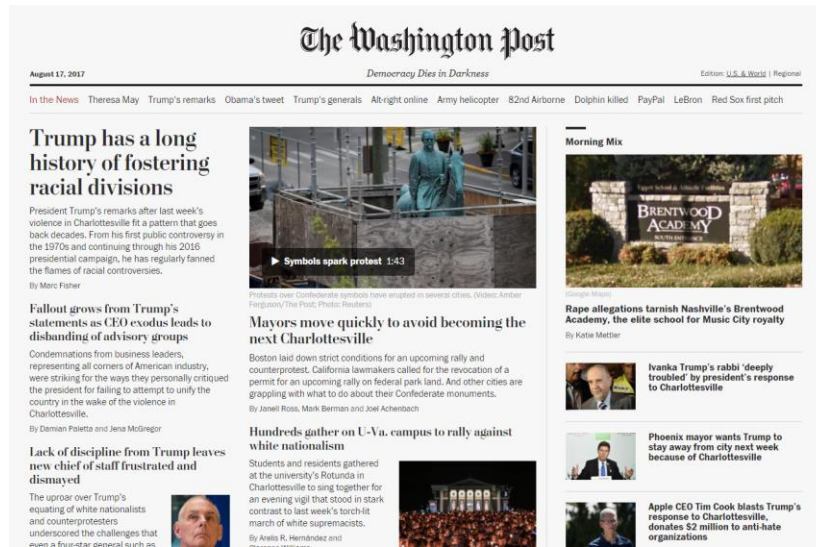 The Washington Post
August 17, 2017
Democracy Dies in Darkness
Edition: U.S. & World | Regional
In the News Theresa May Trump's remarks Obama's tweet Trump's generals Alt-right online Army helicopter 82nd Airborne Dolphin killed PayPal LeBron Red Sox first pitch
Trump has a long
history of fostering
racial divisions
President Trump's remarks after last week's
violence in Charlottesville fit a pattern that goes
back decades. From his first public controversy in
the 1970s and continuing through his 2016
presidential campaign, he has regularly fanned
the flames of racial controversies.
By Marc Fisher
Fallout grows from Trump's
statements as CEO exodus leads to
disbanding of advisory groups
Condemnations from business leaders,
representing all corners of American industry,
were striking for the ways they personally critiqued
the president for failing to attempt to unify the
country in the wake of the violence in
Charlottesville.
By Damian Paletta and Jena McGregor
Lack of discipline from Trump leaves
new chief of staff frustrated and
dismayed
The uproar over Trump's
equating of white nationalists
and counterprotesters
underscored the challenges that
even a four-star general such as
Symbols spark protest 1:43
Protests over Confederate symbols have erupted in several cities. (Video: Amber
Ferguson/The Post; Photo: Reuters)
Mayors move quickly to avoid becoming the
next Charlottesville
Boston laid down strict conditions for an upcoming rally and
counterprotest. California lawmakers called for the revocation of a
permit for an upcoming rally on federal park land. And other cities are
grappling with what to do about their Confederate monuments.
By Janell Ross, Mark Berman and Joel Achenbach
Hundreds gather on U-Va. campus to rally against
white nationalism
Students and residents gathered
at the university's Rotunda in
Charlottesville to sing together for
an evening vigil that stood in stark
contrast to last week's torch-lit
march of white supremacists.
By Arelis R. Hernández and
Morning Mix
BRENTWOOD
ACADEMY
SOUTH ENTRANCE
(Google Maps)
Rape allegations tarnish Nashville's Brentwood
Academy, the elite school for Music City royalty
By Katie Mettler
Ivanka Trump's rabbi 'deeply
troubled' by president's response
to Charlottesville
Phoenix mayor wants Trump to
stay away from city next week
because of Charlottesville
Apple CEO Tim Cook blasts Trump's
response to Charlottesville,
donates $2 million to anti-hate
organizations